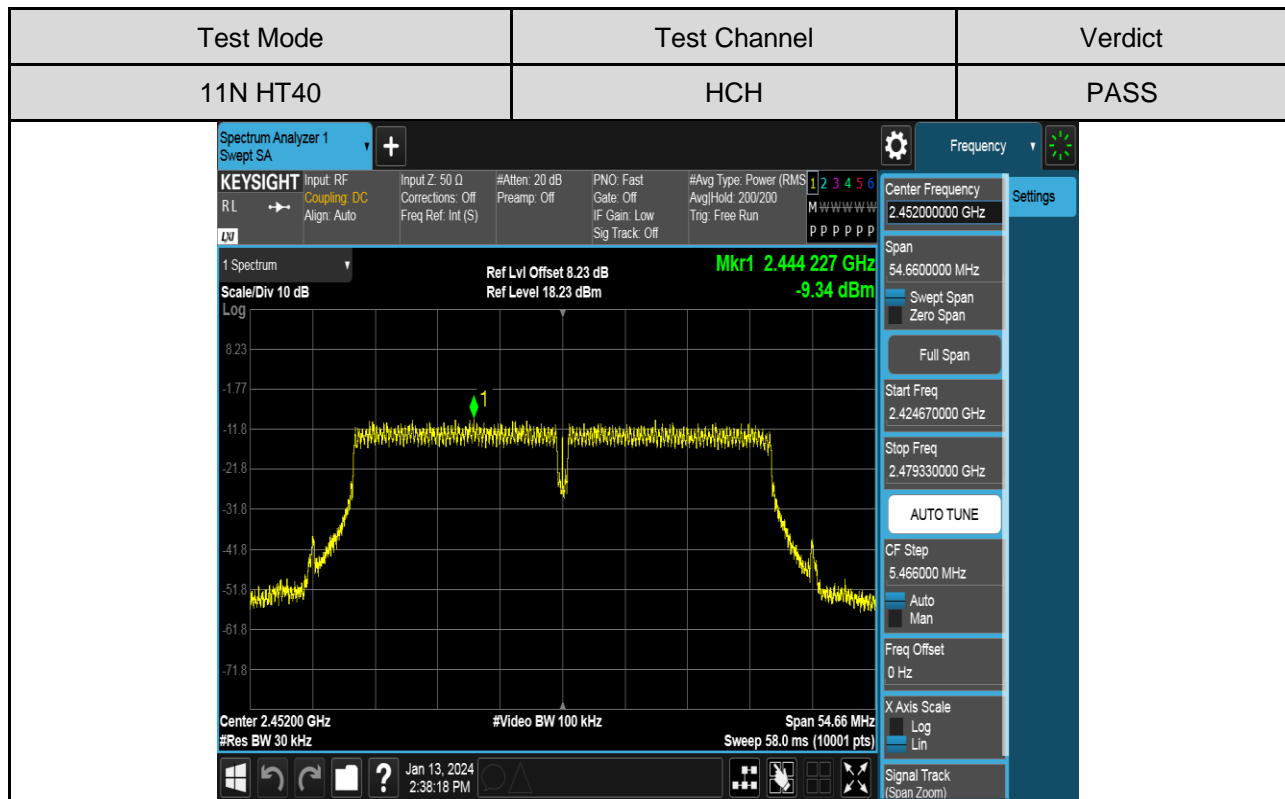 Test Mode Test Channel Verdict
11N HT40 HCH PASS
Spectrum Analyzer 1
Swept SA
Frequency
KEYSIGHT Input: RF Input Z: 50 Ω #Atten: 20 dB PNO: Fast #Avg Type: Power (RMS 1 2 3 4 5 6
RL Coupling: DC Corrections: Off Preamp: Off Gate: Off Avg|Hold: 200/200 M W W W W W
Align: Auto Freq Ref: Int (S) IF Gain: Low Trig: Free Run
LXI Sig Track: Off P P P P P P
1 Spectrum
Scale/Div 10 dB
Ref Lvl Offset 8.23 dB
Ref Level 18.23 dBm
Mkr1 2.444 227 GHz
-9.34 dBm
Log
8.23
-1.77
-11.8
-21.8
-31.8
-41.8
-51.8
-61.8
-71.8
1
Center 2.45200 GHz #Video BW 100 kHz Span 54.66 MHz
#Res BW 30 kHz Sweep 58.0 ms (10001 pts)
Center Frequency
2.452000000 GHz
Settings
Span
54.6600000 MHz
Swept Span
Zero Span
Full Span
Start Freq
2.424670000 GHz
Stop Freq
2.479330000 GHz
AUTO TUNE
CF Step
5.466000 MHz
Auto
Man
Freq Offset
0 Hz
X Axis Scale
Log
Lin
Signal Track
(Span Zoom)
?
Jan 13, 2024
2:38:18 PM